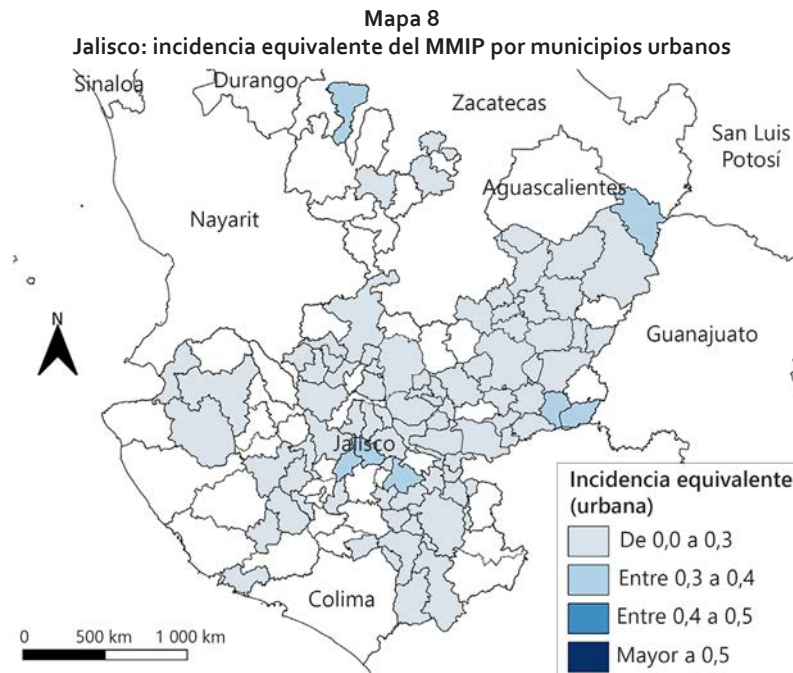 Mapa 8
Jalisco: incidencia equivalente del MMIP por municipios urbanos
Sinaloa
Durango
Zacatecas
San Luis
Potosí
Aguascalientes
Nayarit
N
Guanajuato
Jalisco
Colima
Incidencia equivalente
(urbana)
De 0,0 a 0,3
Entre 0,3 a 0,4
Entre 0,4 a 0,5
Mayor a 0,5
0 500 km 1 000 km